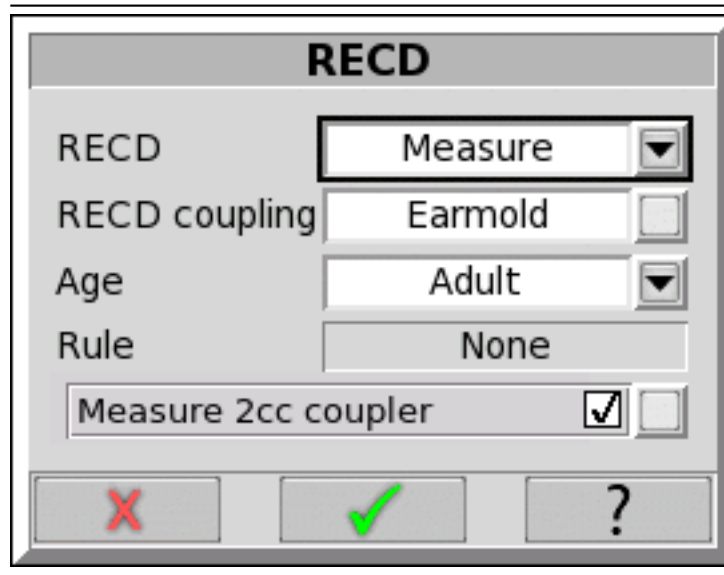 RECD
RECD Measure
RECD coupling Earmold
Age Adult
Rule None
Measure 2cc coupler
?